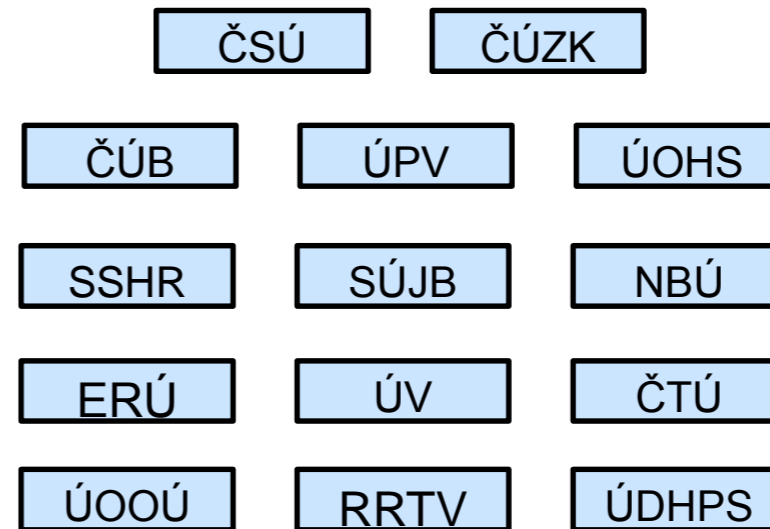 ČSÚ ČÚZK
ČÚB ÚPV ÚOHS
SSHR SÚJB NBÚ
ERÚ ÚV ČTÚ
ÚOOÚ RRTV ÚDHPS